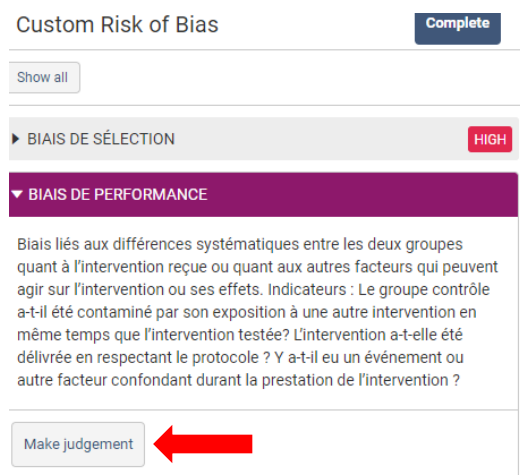 Custom Risk of Bias
Complete
Show all
BIAIS DE SÉLECTION
HIGH
BIAIS DE PERFORMANCE
Biais liés aux différences systématiques entre les deux groupes
quant à l'intervention reçue ou quant aux autres facteurs qui peuvent
agir sur l'intervention ou ses effets. Indicateurs : Le groupe contrôle
a-t-il été contaminé par son exposition à une autre intervention en
même temps que l'intervention testée? L'intervention a-t-elle été
délivrée en respectant le protocole ? Y a-t-il eu un événement ou
autre facteur confondant durant la prestation de l'intervention ?
Make judgement